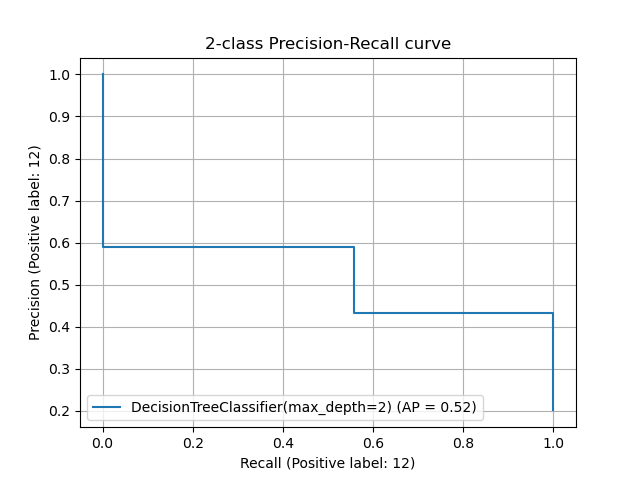 2-class Precision-Recall curve
1.0
0.9
0.8
0.7
0.6
0.5
0.4
0.3
0.2
Precision (Positive label: 12)
DecisionTreeClassifier(max_depth=2) (AP = 0.52)
0.0 0.2 0.4 0.6 0.8 1.0
Recall (Positive label: 12)